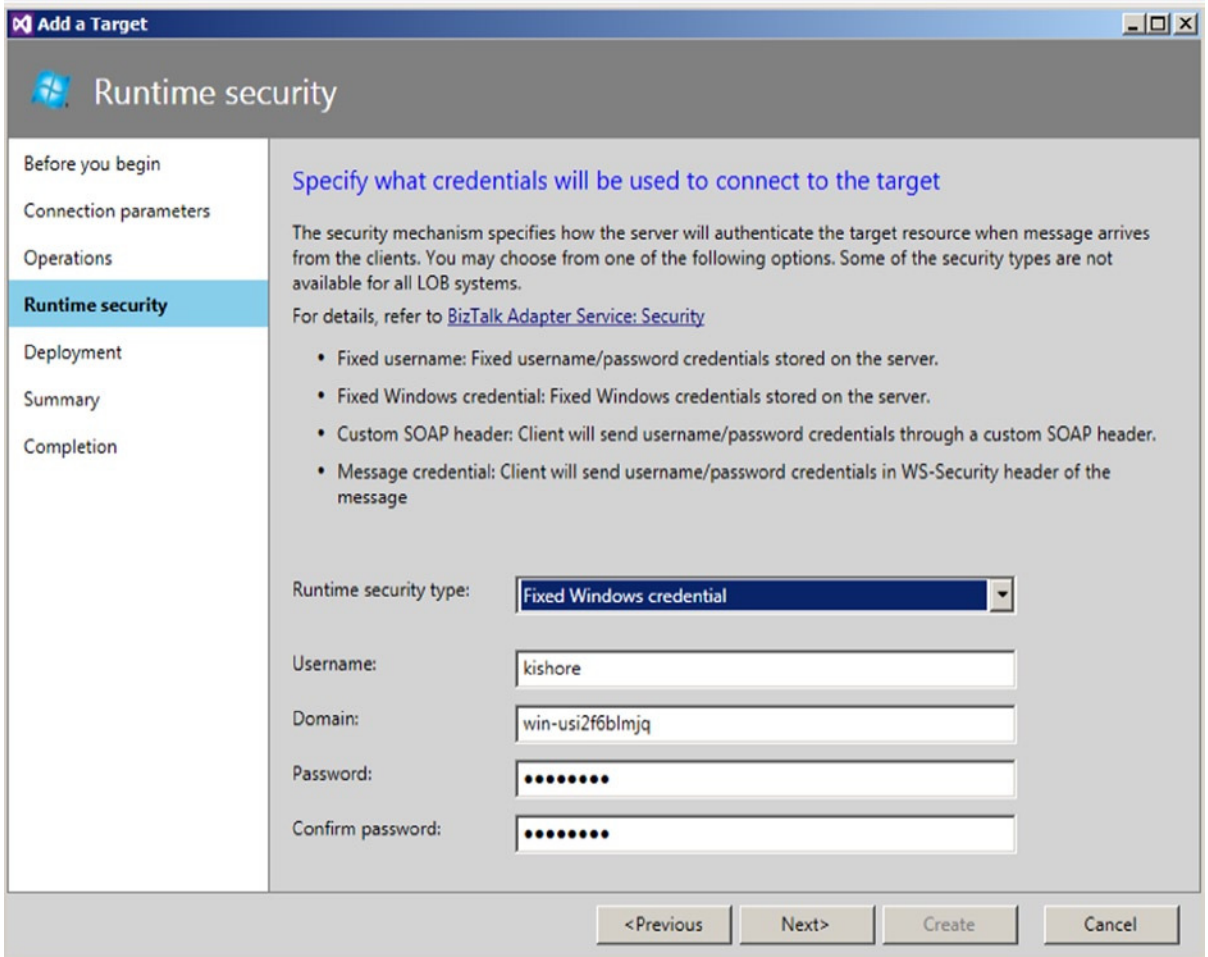 Add a Target
Runtime security
Before you begin
Connection parameters
Operations
Runtime security
Deployment
Summary
Completion
Specify what credentials will be used to connect to the target
The security mechanism specifies how the server will authenticate the target resource when message arrives
from the clients. You may choose from one of the following options. Some of the security types are not
available for all LOB systems.
For details, refer to BizTalk Adapter Service: Security
• Fixed username: Fixed username/password credentials stored on the server.
• Fixed Windows credential: Fixed Windows credentials stored on the server.
• Custom SOAP header: Client will send username/password credentials through a custom SOAP header.
• Message credential: Client will send username/password credentials in WS-Security header of the
message
Runtime security type: Fixed Windows credential
Username: kishore
Domain: win-usi2f6blmjq
Password: ••••••••
Confirm password: ••••••••
<Previous Next> Create Cancel